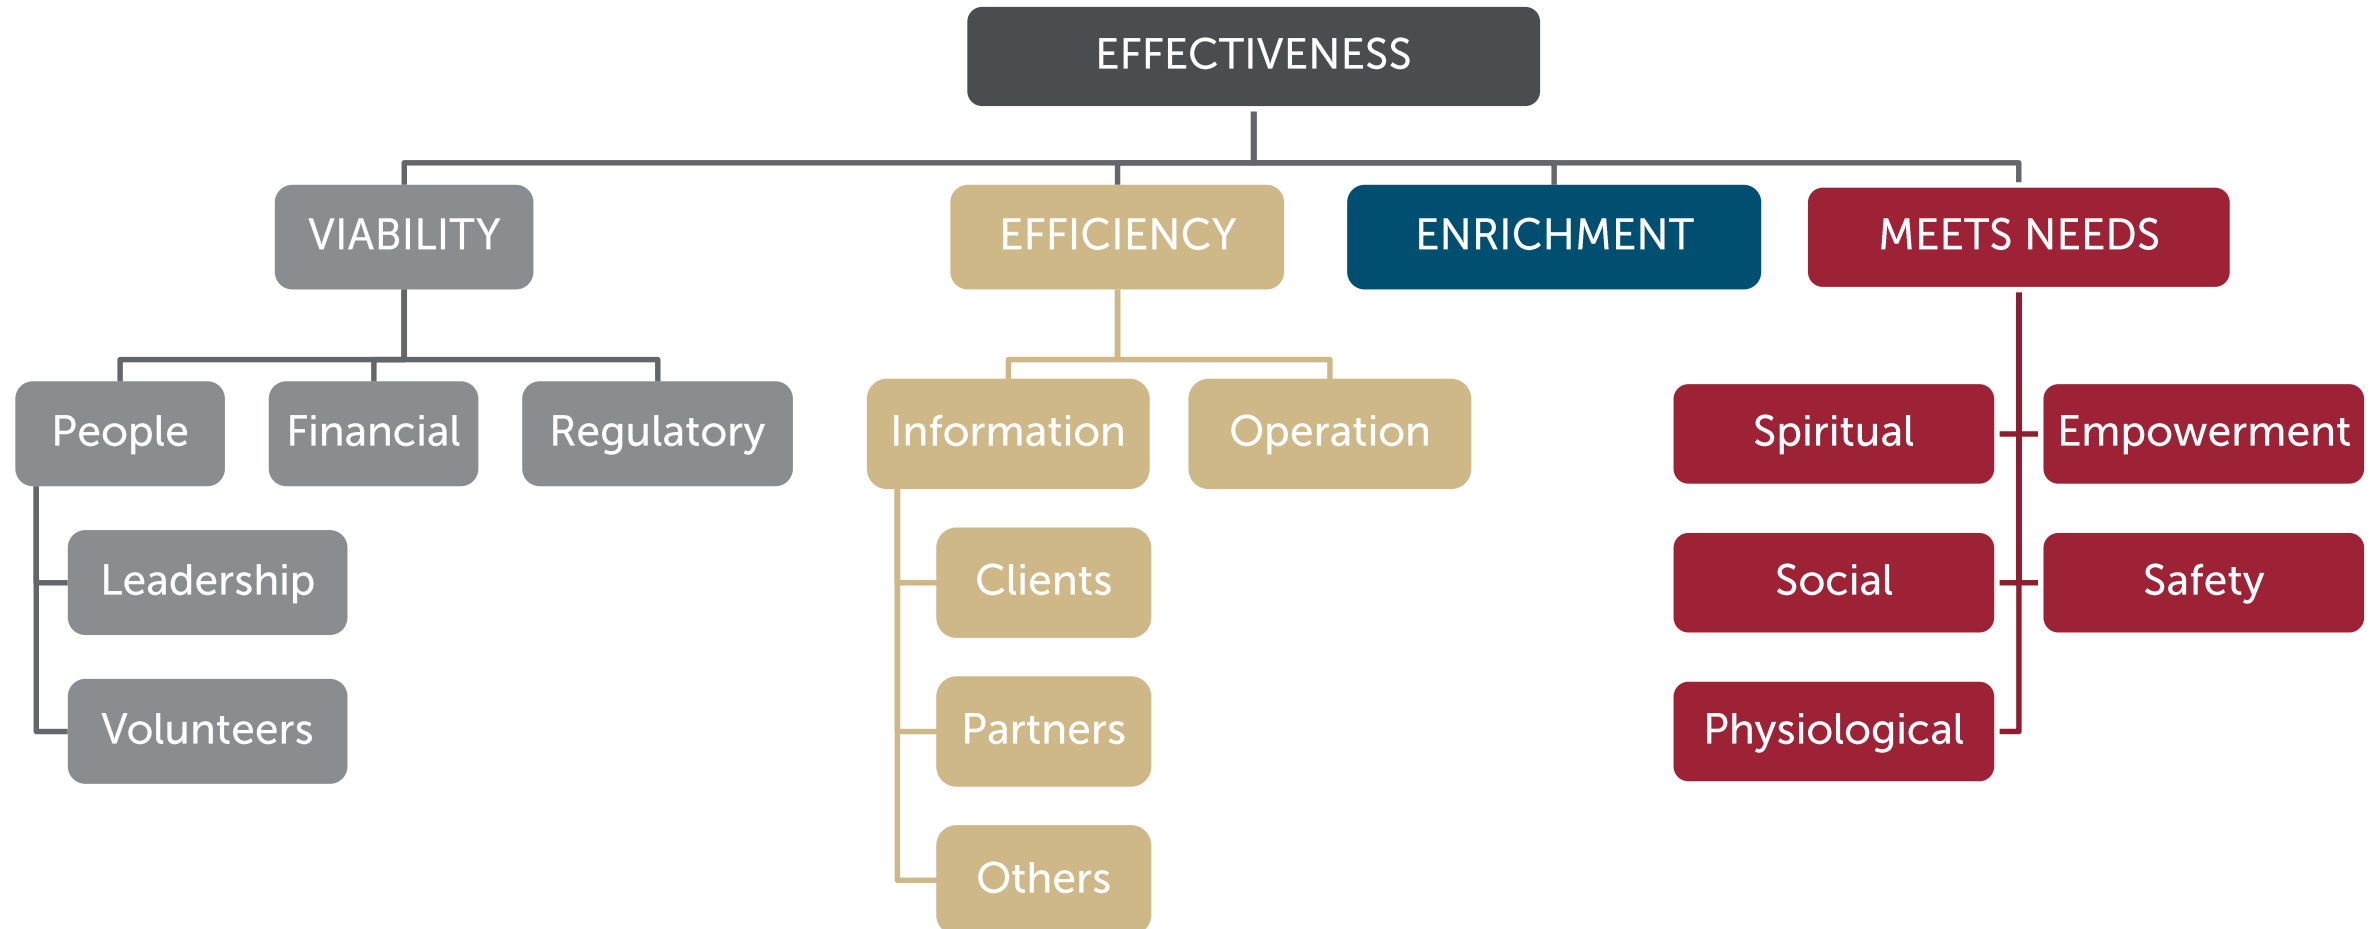 EFFECTIVENESS
VIABILITY
EFFICIENCY
ENRICHMENT
MEETS NEEDS
People
Financial
Regulatory
Information
Operation
Spiritual
Empowerment
Leadership
Clients
Social
Safety
Volunteers
Partners
Physiological
Others